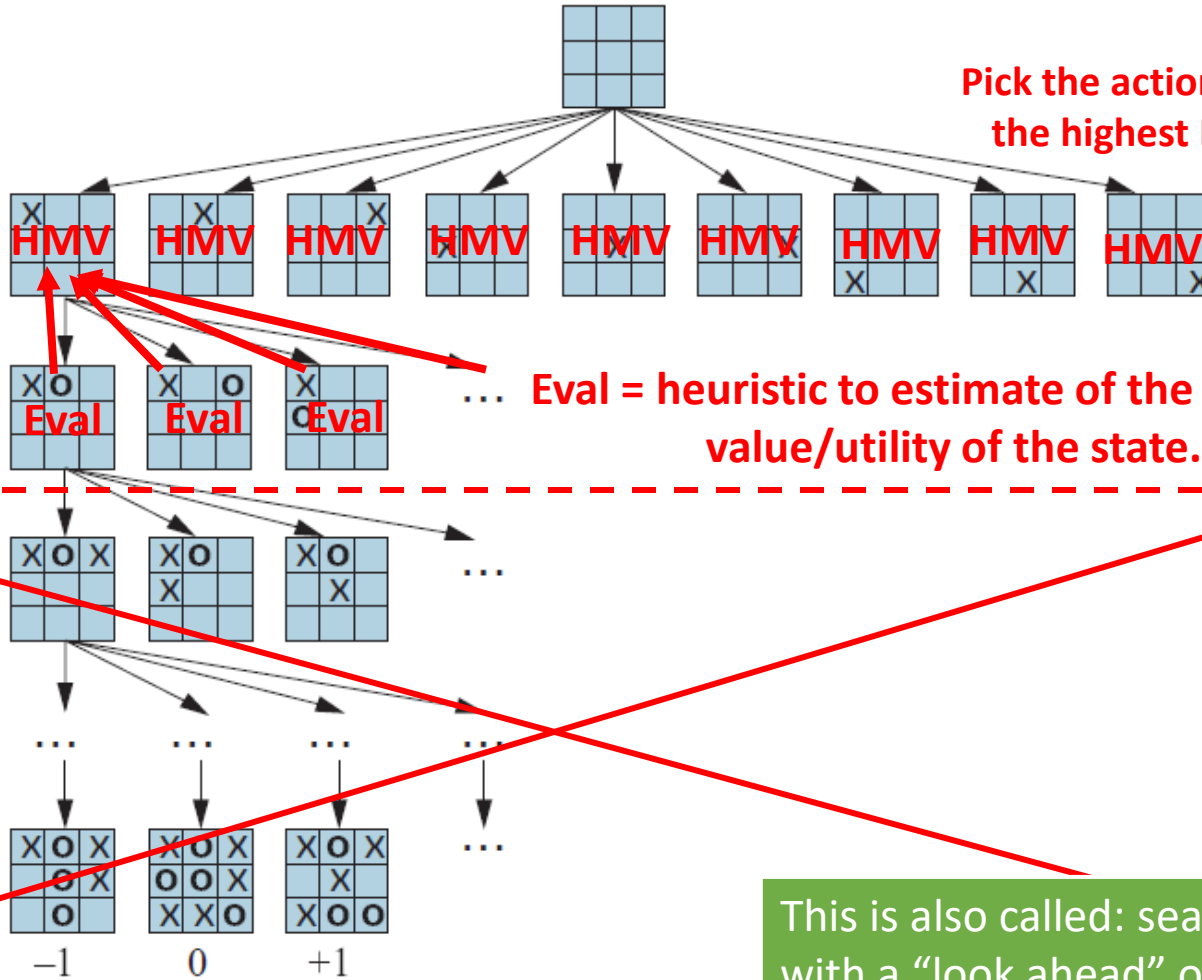 Pick the action
the highest
X X X
HMV HMV HMV X HMV X HMV X HMV HMV HMV HMV
X X X
X O X O X
Eval Eval O Eval
... Eval = heuristic to estimate of the
value/utility of the state.
X O X X O X O
X X
...
... ... ... ...
X O X X O X X O X
O X O O X X
O X X O X O O
...
–1 0 +1
This is also called: sea
with a “look ahead” o